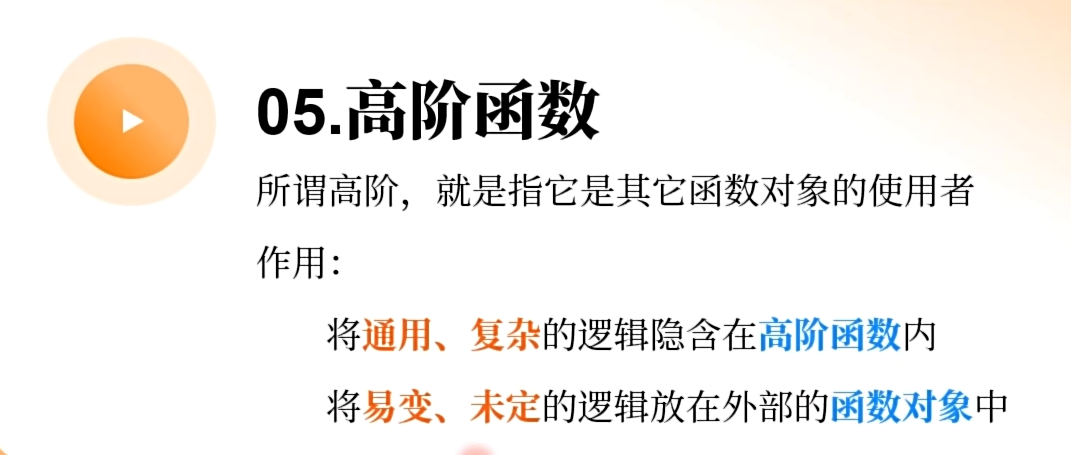 05.高阶函数
所谓高阶，就是指它是其它函数对象的使用者
作用：
将通用、复杂的逻辑隐含在高阶函数内
将易变、未定的逻辑放在外部的函数对象中